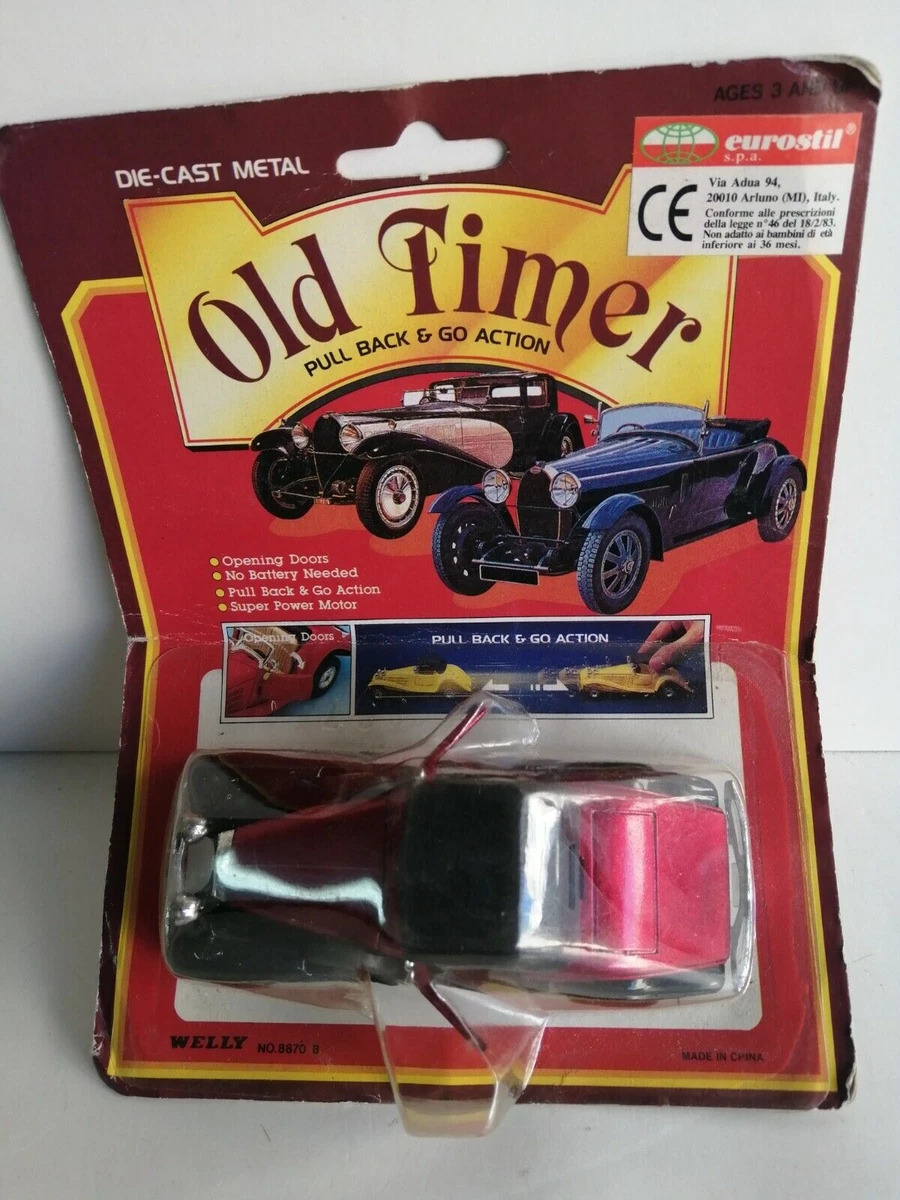 AGES 3 AND
DIE-CAST METAL
eurostil®
s.p.a.
CE
Via Adua 94,
20010 Arluno (MI), Italy.
Conforme alle prescrizioni
della legge n° 46 del 18/2/83.
Non adatto ai bambini di età
inferiore ai 36 mesi.
Old Timer
PULL BACK & GO ACTION
Opening Doors
No Battery Needed
Pull Back & Go Action
Super Power Motor
Opening Doors
PULL BACK & GO ACTION
WELLY NO.8870 B
MADE IN CHINA